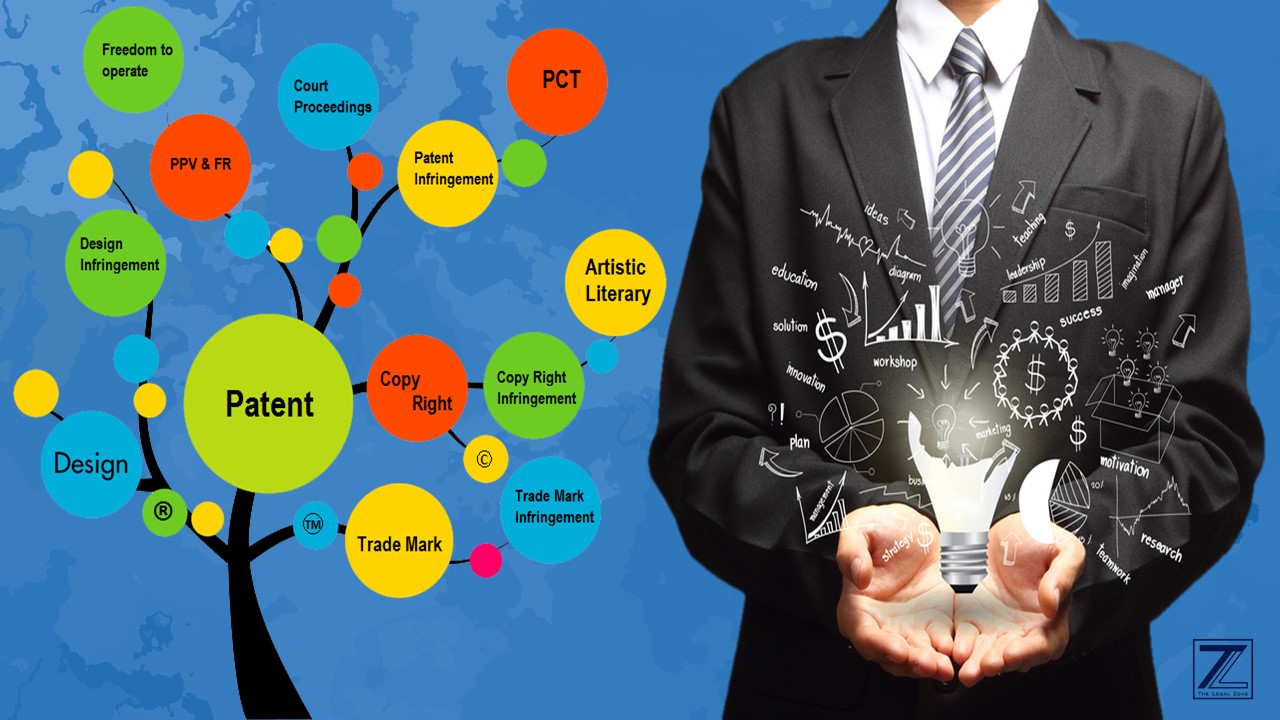 Freedom to
operate
Court
Proceedings
PCT
PPV & FR
Patent
Infringement
Design
Infringement
Artistic
Literary
Patent
Copy
Right
Copy Right
Infringement
©
Design
®
TM
Trade Mark
Trade Mark
Infringement
ideas
teaching
$
education
diagram
leadership
imagination
manager
solution
$
success
workshop
innovation
$
?!
plan
marketing
$
motivation
management
20%
strategy
$
teamwork
research
THE LEGAL ZONE